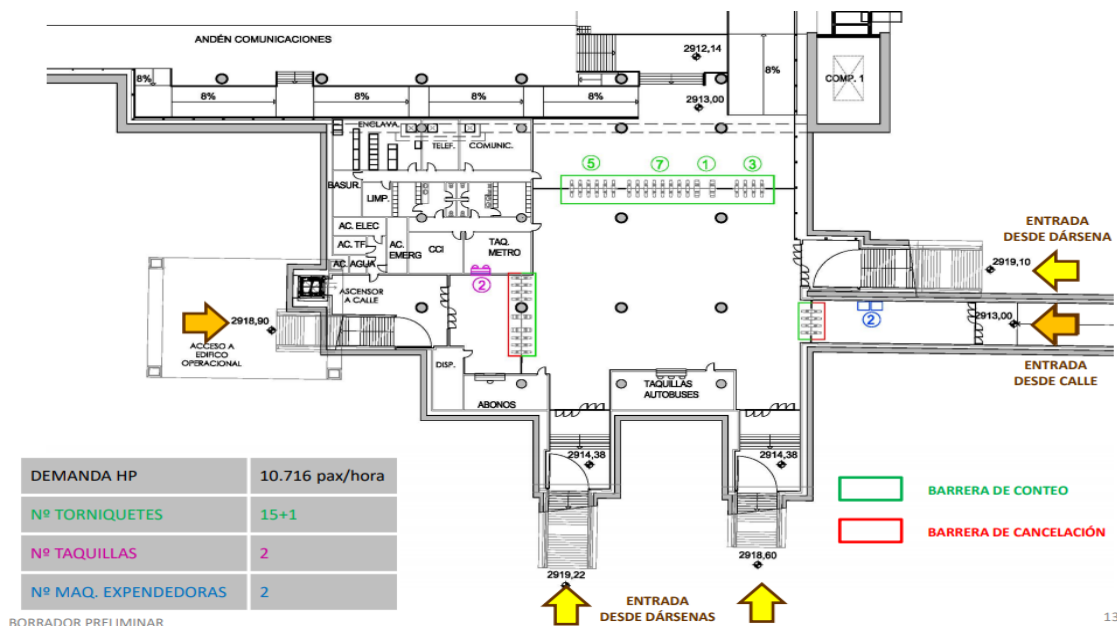 ANDÉN COMUNICACIONES
2912,14
8%
COMP. 1
8%
8%
8%
8%
8%
2913,00
ENCLAVA.
TELEF.
COMUNIC.
5
7
1
3
BASUR.
LIMP.
AC. ELEC
AC. TF.
AC. AGUA
AC.
EMERG
CCI
TAQ.
METRO
ENTRADA
DESDE DÁRSENA
2919,10
ASCENSOR
A CALLE
2
2
2918,90
2913,00
ACCESO A
EDIFICO
OPERACIONAL
ENTRADA
DESDE CALLE
DISP.
ABONOS
TAQUILLAS
AUTOBUSES
2914,38
2914,38
DEMANDA HP 10.716 pax/hora
Nº TORNIQUETES 15+1
Nº TAQUILLAS 2
Nº MAQ. EXPENDEDORAS 2
BARRERA DE CONTEO
BARRERA DE CANCELACIÓN
2919,22
2918,60
ENTRADA
DESDE DÁRSENAS
BORRADOR PRELIMINAR
13